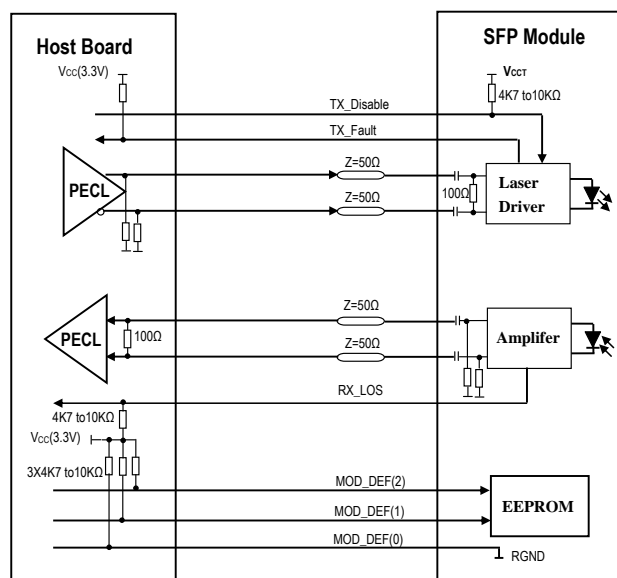 Host Board
SFP Module
Vcc(3.3V)
VCCT
4K7 to10KΩ
TX_Disable
TX_Fault
Z=50Ω
PECL
Z=50Ω
100Ω
Laser
Driver
Z=50Ω
PECL
100Ω
Z=50Ω
Amplifer
RX_LOS
4K7 to10KΩ
Vcc(3.3V)
3X4K7 to10KΩ
MOD_DEF(2)
MOD_DEF(1)
EEPROM
MOD_DEF(0)
RGND